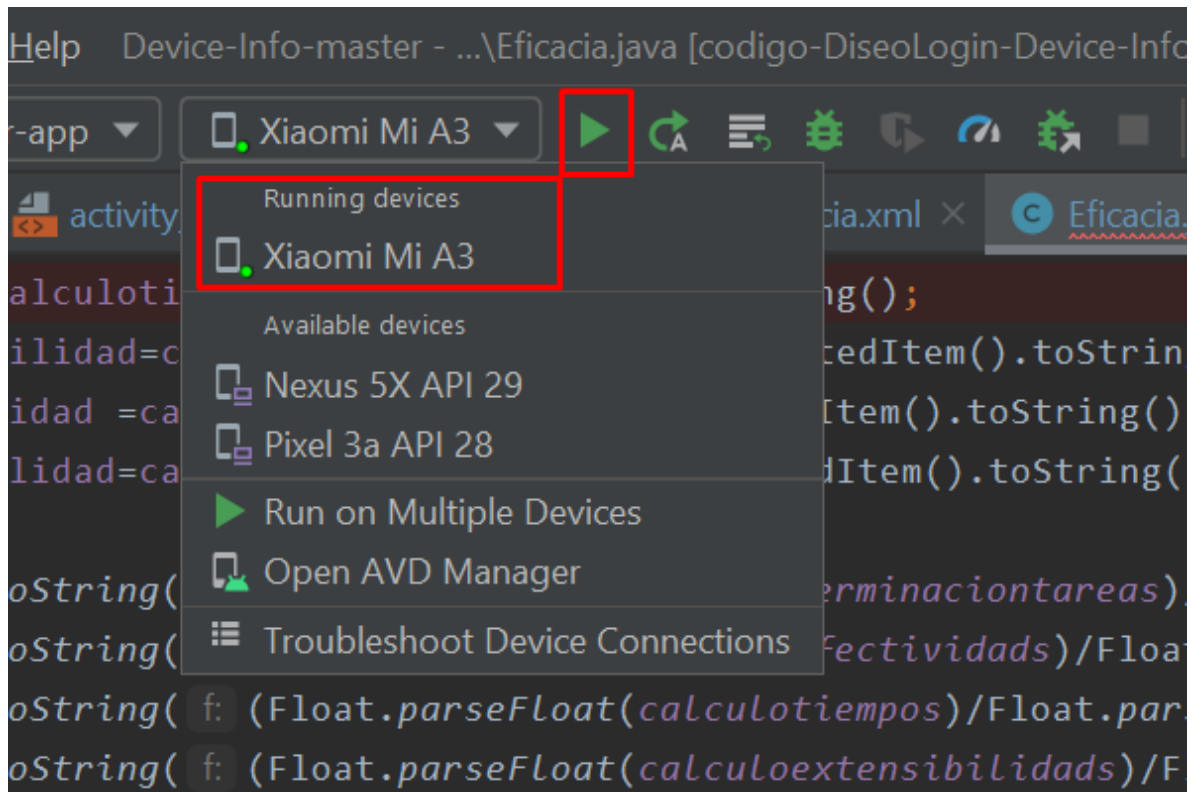 Help Device-Info-master - ...\Eficacia.java [codigo-DiseoLogin-Device-Info
r-app Xiaomi Mi A3
activity_ cia.xml Eficacia.
Running devices
Xiaomi Mi A3
alculoti ng();
Available devices
ilidad=c tedItem().toStrin
Nexus 5X API 29
idad =ca Item().toString()
Pixel 3a API 28
lidad=ca dItem().toString(
Run on Multiple Devices
Open AVD Manager
oString( erminaciontareas)
Troubleshoot Device Connections
oString( fectividads)/Floa
oString( f: (Float.parseFloat(calculotiempos)/Float.pars
oString( f: (Float.parseFloat(calculoextensibilidads)/F